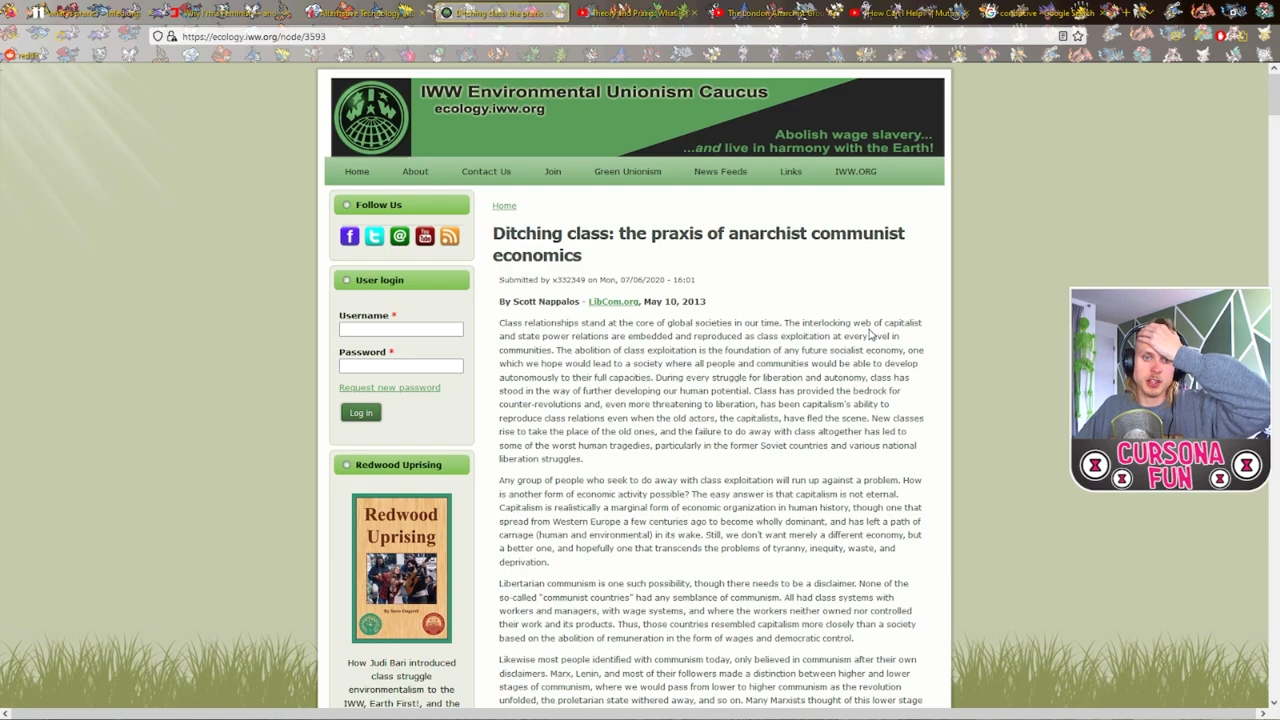 Ditching class: the praxis o
Theory and Praxis: What
The London Anarchist Grou
How Can I Help? | Mut
https://ecology.iww.org/node/3593
reddit
IWW Environmental Unionism Caucus
ecology.iww.org
Abolish wage slavery...
...and live in harmony with the Earth!
Home About Contact Us Join Green Unionism News Feeds Links IWW.ORG
Follow Us
User login
Username *
Password *
Request new password
Log in
Redwood Uprising
Redwood
Uprising
How Judi Bari introduced
class struggle
environmentalism to the
IWW, Earth First!, and the
Home
Ditching class: the praxis of anarchist communist
economics
Submitted by x332349 on Mon, 07/06/2020 - 16:01
By Scott Nappalos - LibCom.org, May 10, 2013
Class relationships stand at the core of global societies in our time. The interlocking web of capitalist
and state power relations are embedded and reproduced as class exploitation at every level in
communities. The abolition of class exploitation is the foundation of any future socialist economy, one
which we hope would lead to a society where all people and communities would be able to develop
autonomously to their full capacities. During every struggle for liberation and autonomy, class has
stood in the way of further developing our human potential. Class has provided the bedrock for
counter-revolutions and, even more threatening to liberation, has been capitalism's ability to
reproduce class relations even when the old actors, the capitalists, have fled the scene. New classes
rise to take the place of the old ones, and the failure to do away with class altogether has led to
some of the worst human tragedies, particularly in the former Soviet countries and various national
liberation struggles.
Any group of people who seek to do away with class exploitation will run up against a problem. How
is another form of economic activity possible? The easy answer is that capitalism is not eternal.
Capitalism is realistically a marginal form of economic organization in human history, though one that
spread from Western Europe a few centuries ago to become wholly dominant, and has left a path of
carnage (human and environmental) in its wake. Still, we don't want merely a different economy, but
a better one, and hopefully one that transcends the problems of tyranny, inequity, waste, and
deprivation.
Libertarian communism is one such possibility, though there needs to be a disclaimer. None of the
so-called "communist countries" had any semblance of communism. All had class systems with
workers and managers, with wage systems, and where the workers neither owned nor controlled
their work and its products. Thus, those countries resembled capitalism more closely than a society
based on the abolition of remuneration in the form of wages and democratic control.
Likewise most people identified with communism today, only believed in communism after their own
disclaimers. Marx, Lenin, and most of their followers made a distinction between higher and lower
stages of communism, where we would pass from lower to higher communism as the revolution
unfolded, the proletarian state withered away, and so on. Many Marxists thought of this lower stage
CURSONA
FUN